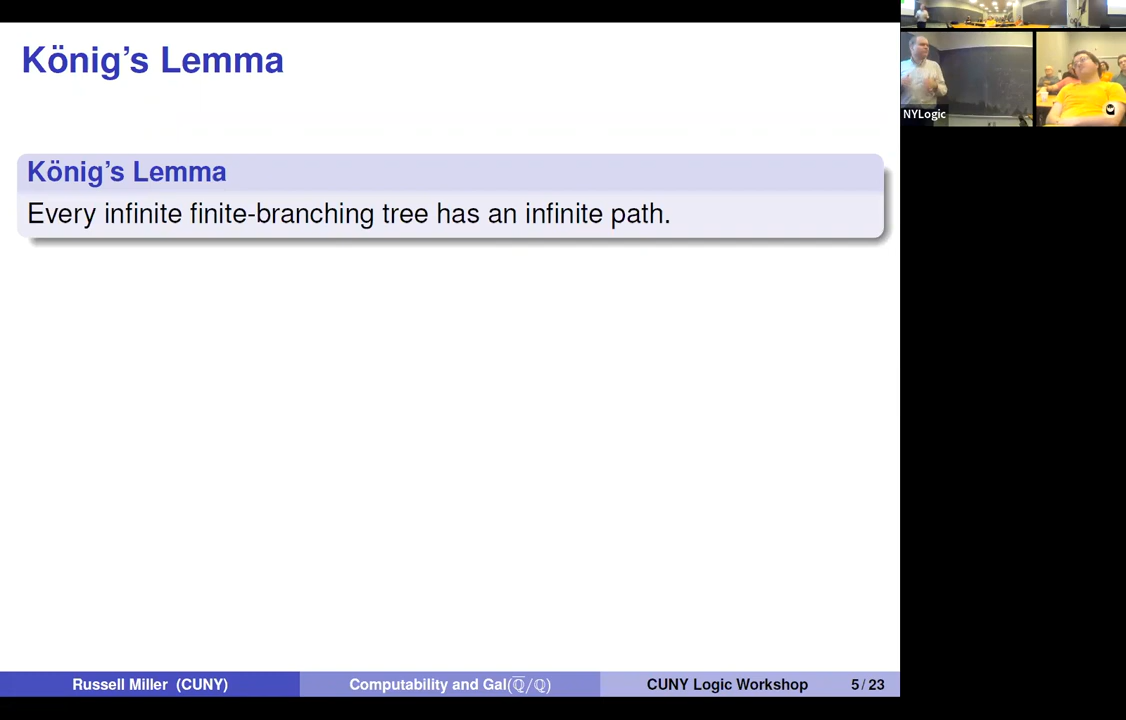 König's Lemma
NYLogic
König's Lemma
Every infinite finite-branching tree has an infinite path.
Russell Miller (CUNY)
Computability and Gal(ℚ̅/ℚ)
CUNY Logic Workshop
5 / 23